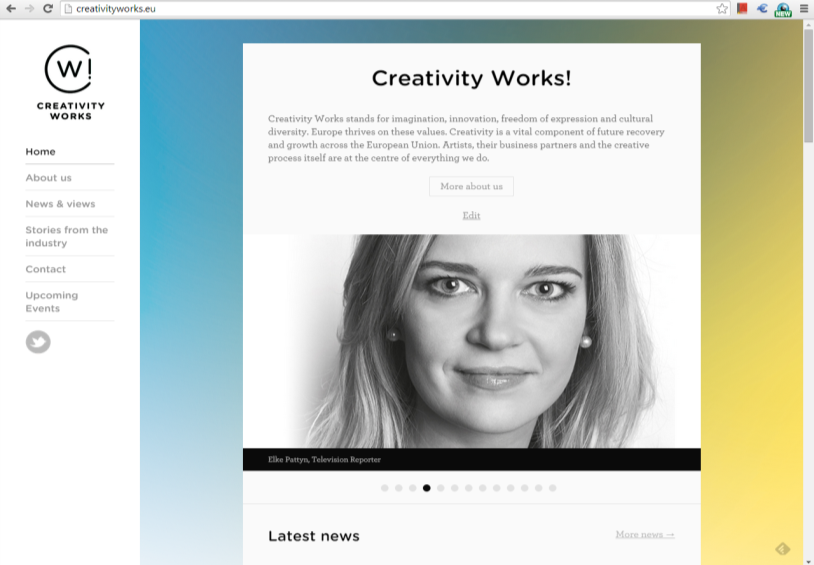 creativityworks.eu
NEW
W!
CREATIVITY
WORKS
Home
About us
News & views
Stories from the
industry
Contact
Upcoming
Events
Creativity Works!
Creativity Works stands for imagination, innovation, freedom of expression and cultural
diversity. Europe thrives on these values. Creativity is a vital component of future recovery
and growth across the European Union. Artists, their business partners and the creative
process itself are at the centre of everything we do.
More about us
Edit
Elke Pattyn, Television Reporter
Latest news
More news →